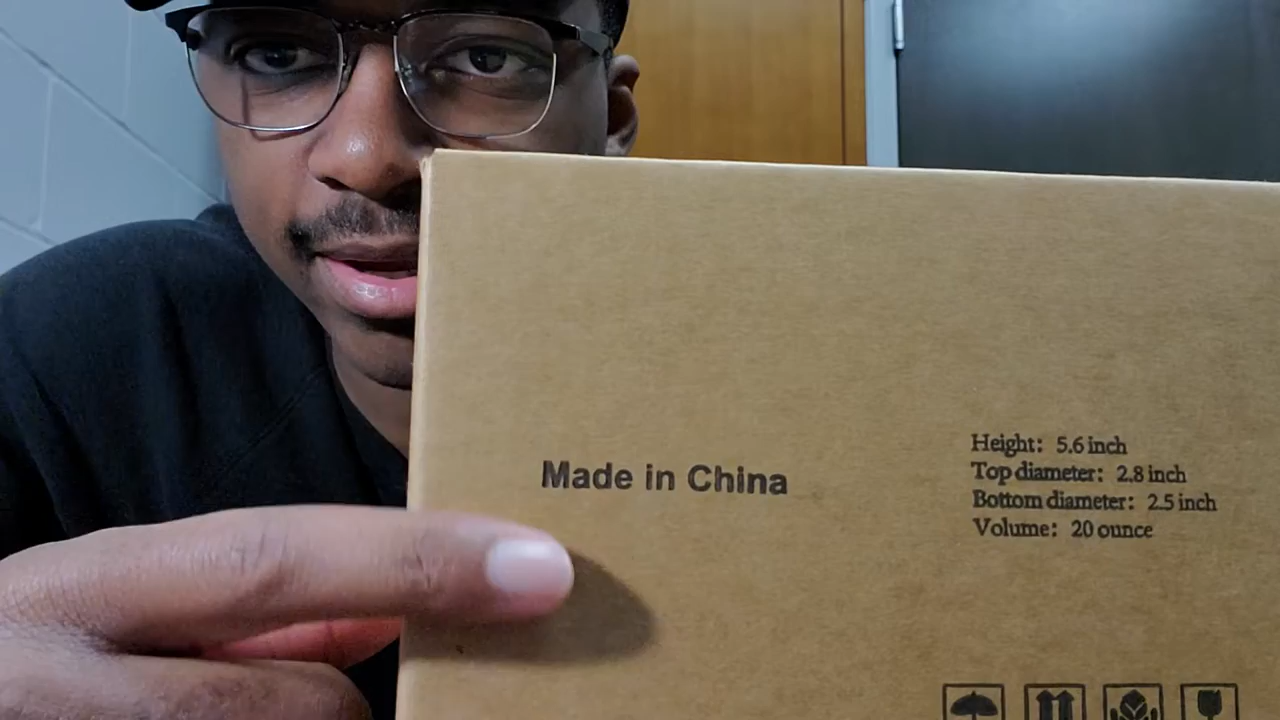 Made in China
Height: 5.6 inch
Top diameter: 2.8 inch
Bottom diameter: 2.5 inch
Volume: 20 ounce